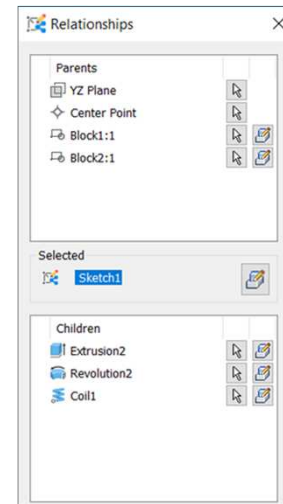 Relationships
Parents
YZ Plane
Center Point
Block1:1
Block2:1
Selected
Sketch1
Children
Extrusion2
Revolution2
Coil1